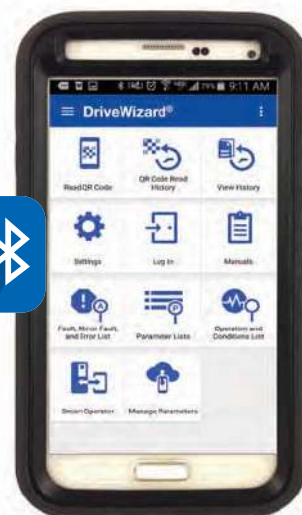 9:11 AM
DriveWizard®
Read QR Code
QR Code Read
History
View History
Settings
Log In
Manuals
Fault, Minor Fault,
and Error List
Parameter Lists
Operation and
Conditions List
Smart Operator
Manage Parameters